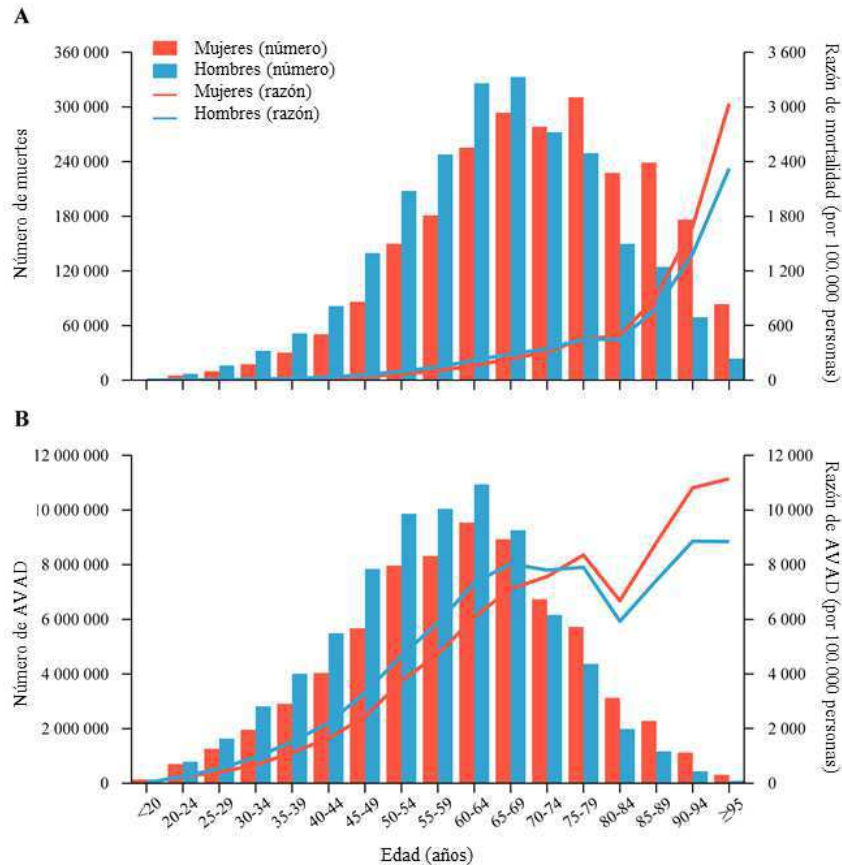 A
360 000
300 000
240 000
180 000
120 000
60 000
0
Número de muertes
Mujeres (número)
Hombres (número)
Mujeres (razón)
Hombres (razón)
3 600
3 000
2 400
1 800
1 200
600
0
Razón de mortalidad
(por 100.000 personas)
B
12 000 000
10 000 000
8 000 000
6 000 000
4 000 000
2 000 000
0
Número de AVAD
12 000
10 000
8 000
6 000
4 000
2 000
0
Razón de AVAD
(por 100.000 personas)
<20
20-24
25-29
30-34
35-39
40-44
45-49
50-54
55-59
60-64
65-69
70-74
75-79
80-84
85-89
90-94
≥95
Edad (años)